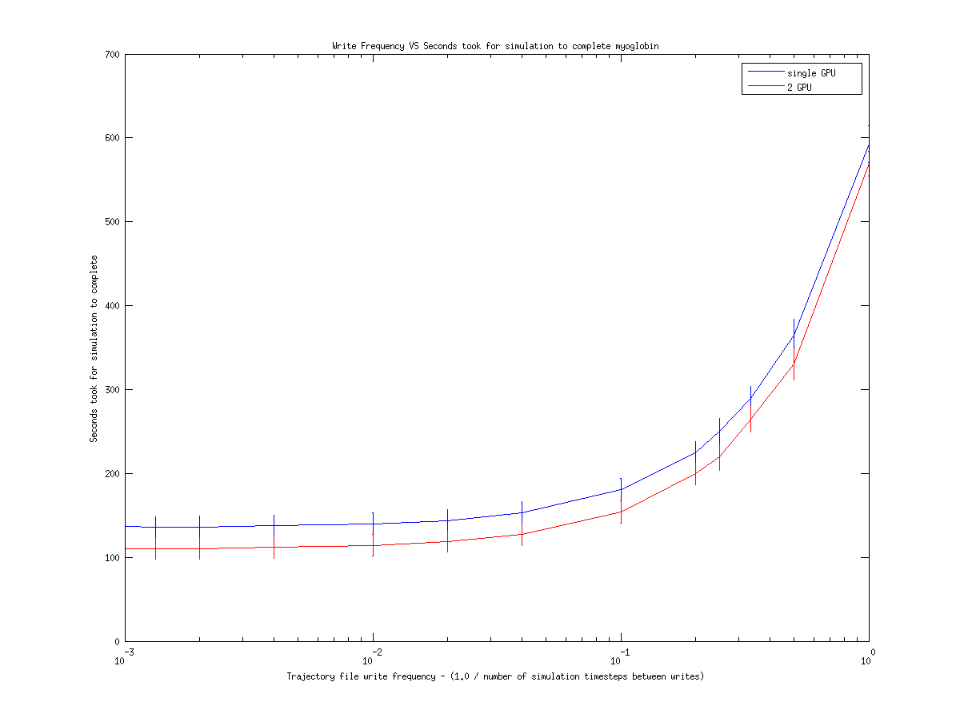 Write Frequency VS Seconds took for simulation to complete myoglobin
700
600
500
400
300
200
100
0
single GPU
2 GPU
Seconds took for simulation to complete
10^-3
10^-2
10^-1
10^0
Trajectory file write frequency - (1.0 / number of simulation timesteps between writes)